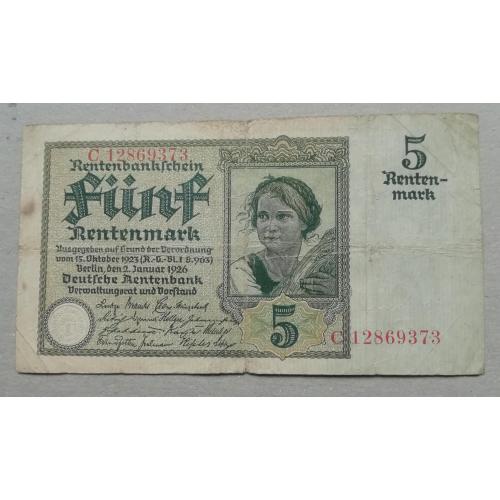 C 12869373
Rentenbankschein
Fünf
Rentenmark
Ausgegeben auf Grund der Verordnung
vom 15. Oktober 1923 (R.-G.-Bl. I S. 963)
Berlin, den 2. Januar 1926
Deutsche Rentenbank
Verwaltungsrat und Vorstand
5
5
Renten-
mark
C 12869373